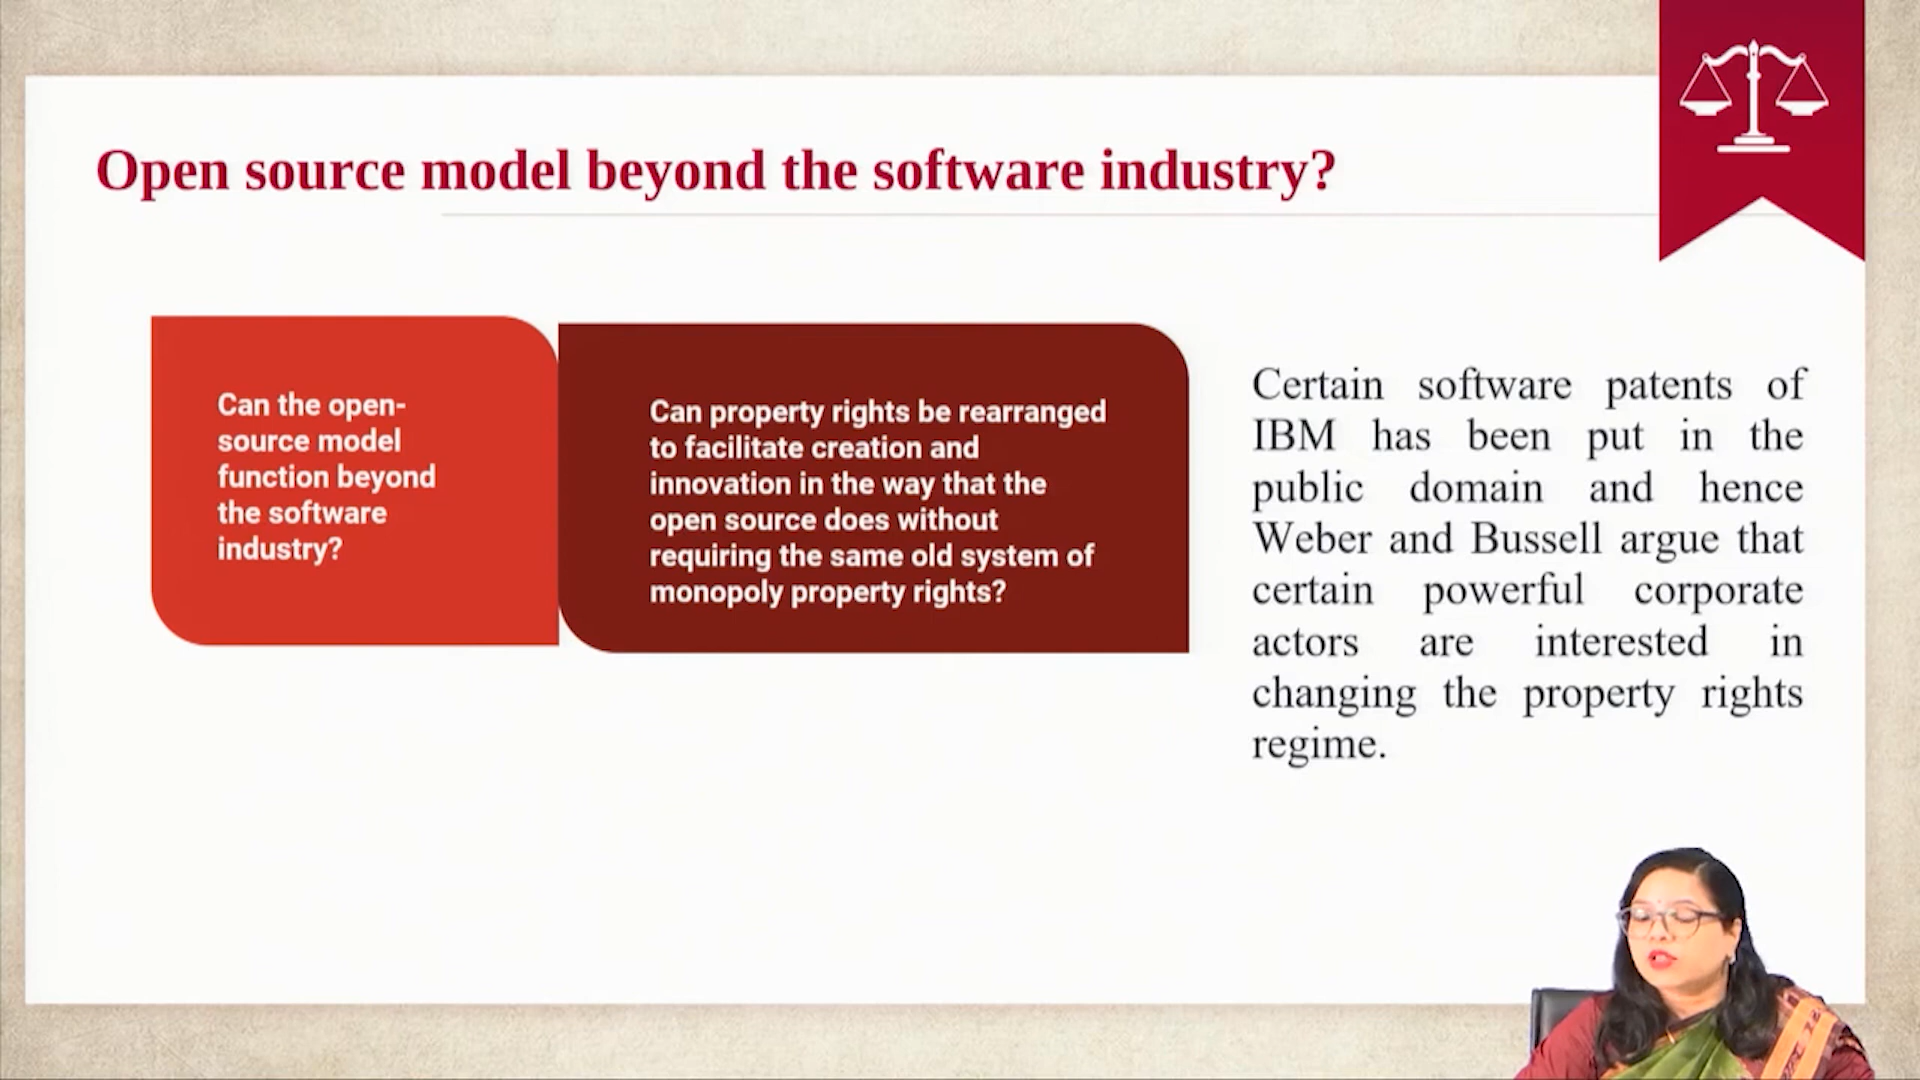 Open source model beyond the software industry?
Can the open-
source model
function beyond
the software
industry?
Can property rights be rearranged
to facilitate creation and
innovation in the way that the
open source does without
requiring the same old system of
monopoly property rights?
Certain software patents of
IBM has been put in the
public domain and hence
Weber and Bussell argue that
certain powerful corporate
actors are interested in
changing the property rights
regime.